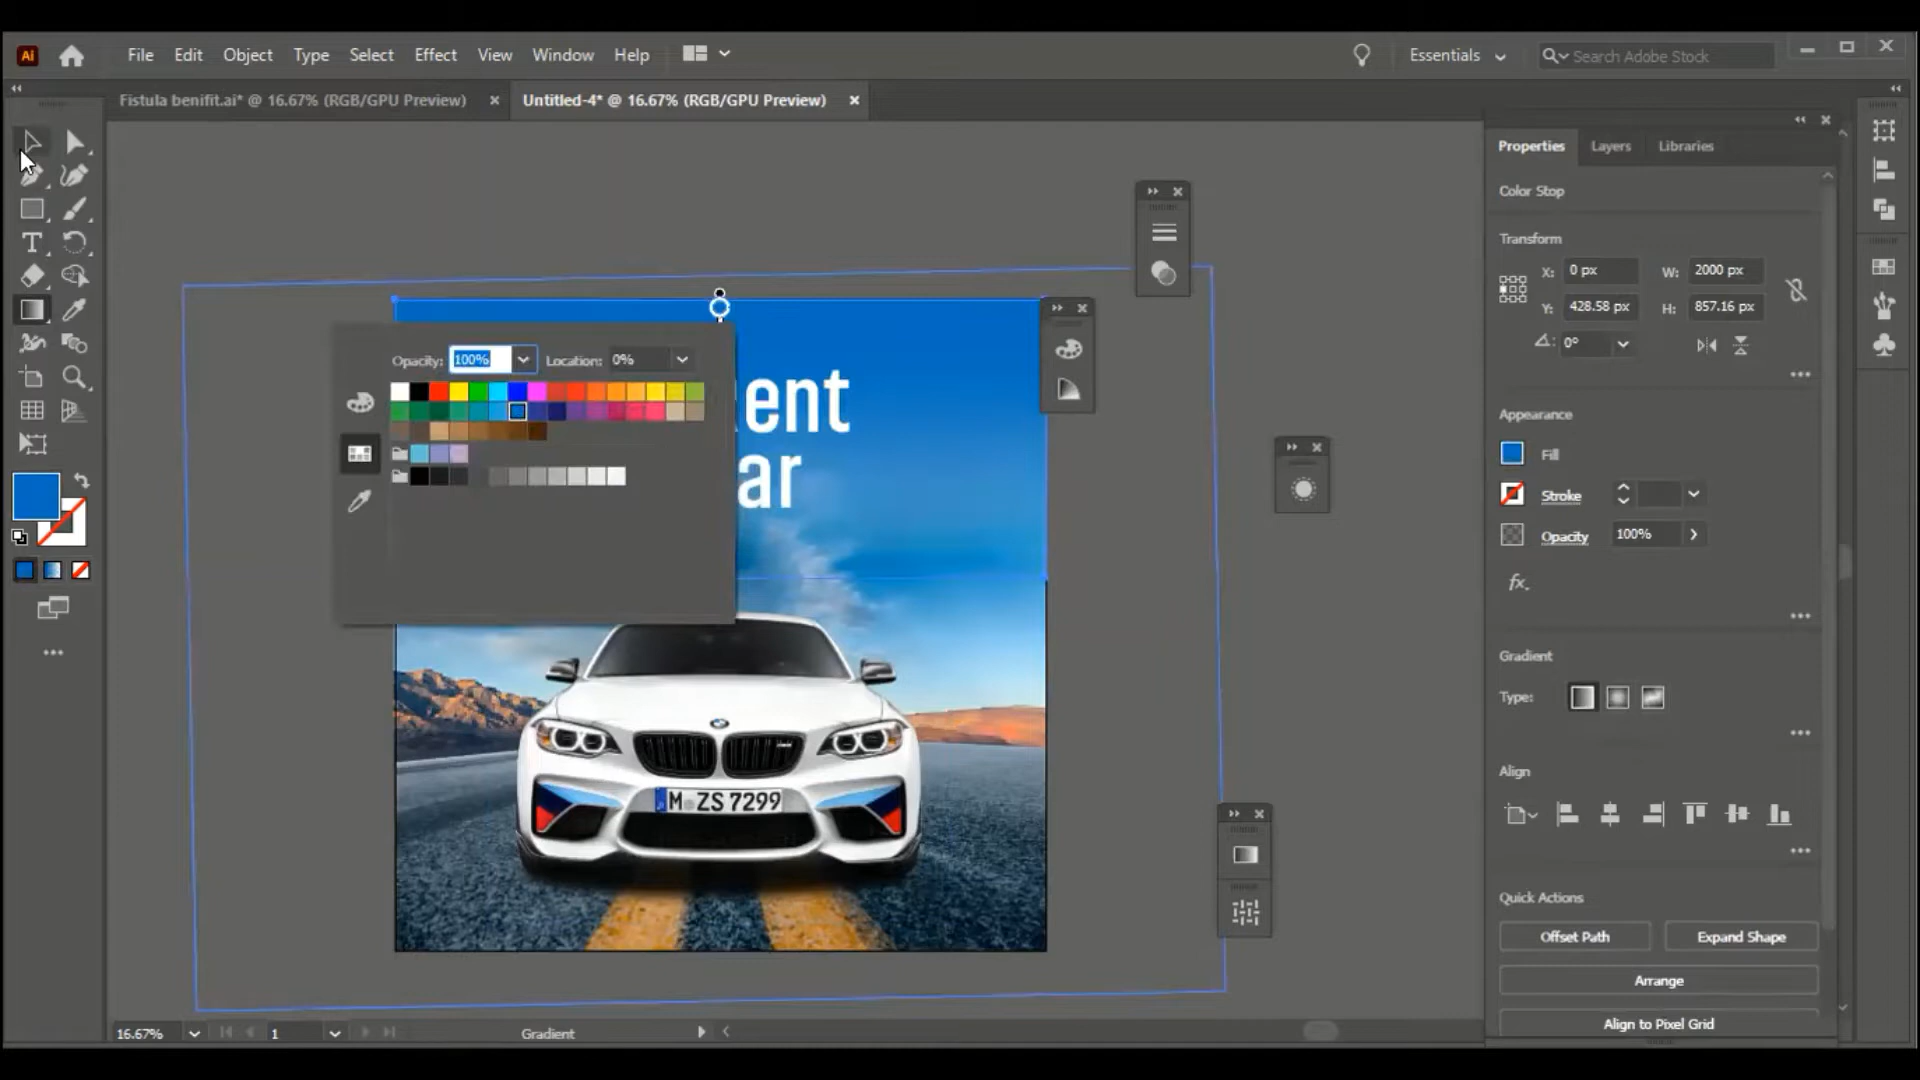 Ai File Edit Object Type Select Effect View Window Help Essentials Search Adobe Stock
Fistula benifit.ai* @ 16.67% (RGB/GPU Preview) × Untitled-4* @ 16.67% (RGB/GPU Preview) ×
Properties Layers Libraries
Color Stop
Transform
X: 0 px W: 2000 px
Y: 428.58 px H: 857.16 px
0°
Opacity: 100% Location: 0%
ent
ar
Appearance
Fill
Stroke
Opacity 100%
fx.
Gradient
Type:
Align
M ZS 7299
Quick Actions
Offset Path Expand Shape
Arrange
Align to Pixel Grid
16.67% 1 Gradient